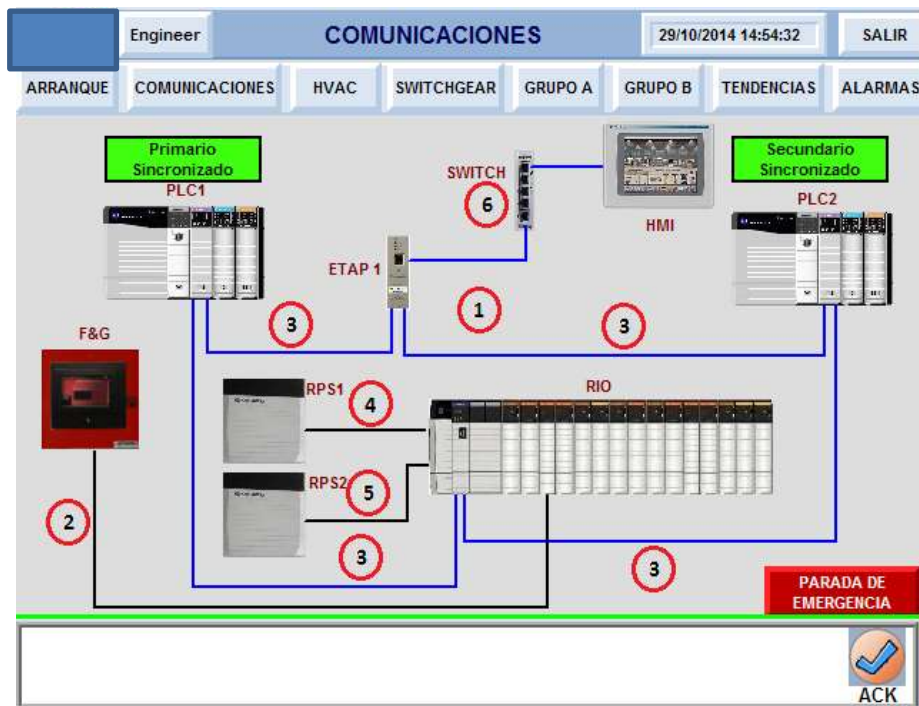 Engineer
COMUNICACIONES
29/10/2014 14:54:32
SALIR
ARRANQUE
COMUNICACIONES
HVAC
SWITCHGEAR
GRUPO A
GRUPO B
TENDENCIAS
ALARMAS
Primario
Sincronizado
PLC1
SWITCH
6
HMI
Secundario
Sincronizado
PLC2
ETAP 1
1
3
3
F&G
RPS1
4
RIO
RPS2
5
2
3
3
PARADA DE
EMERGENCIA
ACK